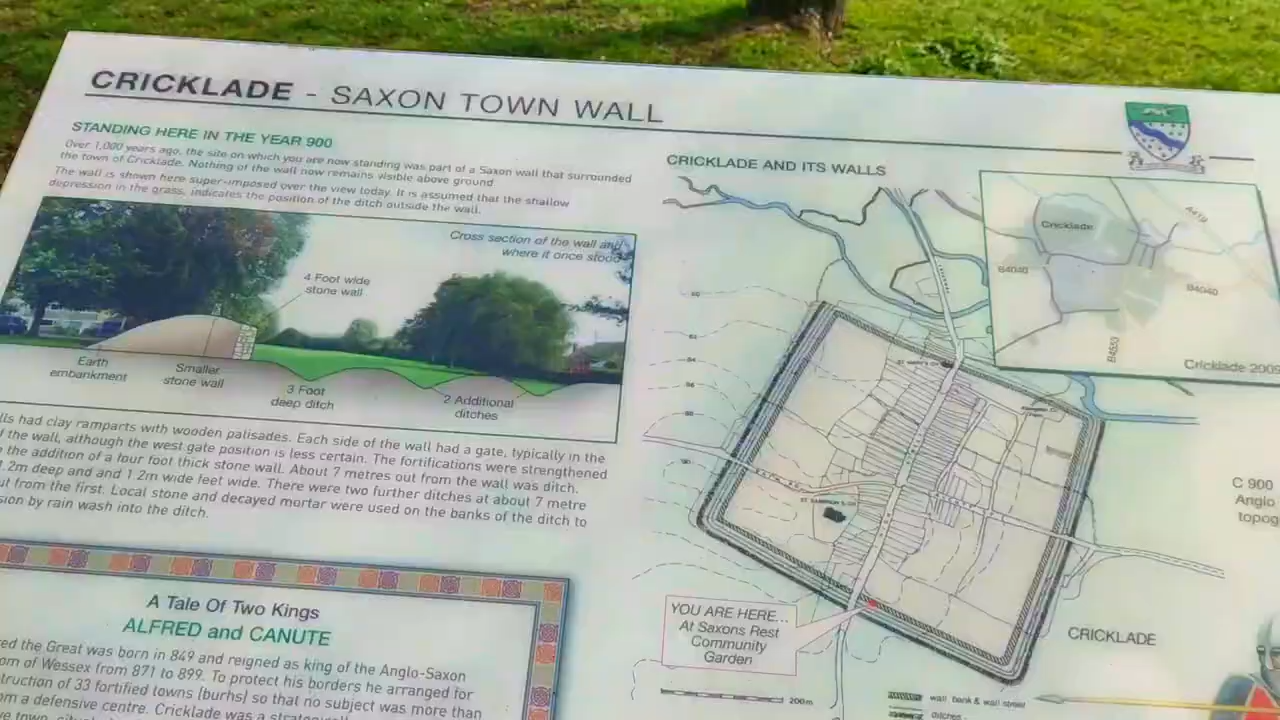 CRICKLADE - SAXON TOWN WALL
STANDING HERE IN THE YEAR 900
Over 1,000 years ago, the site on which you are now standing was part of a Saxon wall that surrounded
the town of Cricklade. Nothing of the wall now remains visible above ground
The wall is shown here super-imposed over the view today. It is assumed that the shallow
depression in the grass, indicates the position of the ditch outside the wall.
Cross section of the wall and
where it once stood
4 Foot wide
stone wall
Earth
embankment
Smaller
stone wall
3 Foot
deep ditch
2 Additional
ditches
lls had clay ramparts with wooden palisades. Each side of the wall had a gate, typically in the
f the wall, although the west gate position is less certain. The fortifications were strengthened
the addition of a four foot thick stone wall. About 7 metres out from the wall was ditch,
.2m deep and and 1.2m wide feet wide. There were two further ditches at about 7 metre
ut from the first. Local stone and decayed mortar were used on the banks of the ditch to
sion by rain wash into the ditch.
A Tale Of Two Kings
ALFRED and CANUTE
red the Great was born in 849 and reigned as king of the Anglo-Saxon
om of Wessex from 871 to 899. To protect his borders he arranged for
truction of 33 fortified towns (burhs) so that no subject was more than
om a defensive centre. Cricklade was a
CRICKLADE AND ITS WALLS
Cricklade
A419
B4040
B4040
B4553
Cricklade 2009
C 900
Anglo
topog
YOU ARE HERE...
At Saxons Rest
Community
Garden
CRICKLADE
200m
wall bank & wall street
ditches